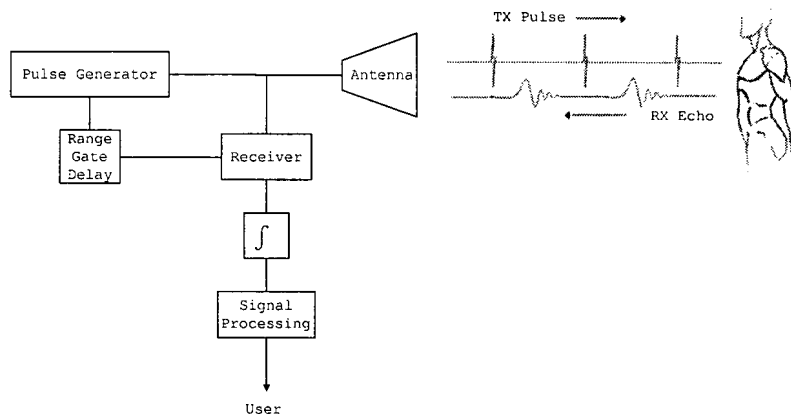 TX Pulse
Pulse Generator
Antenna
RX Echo
Range
Gate
Delay
Receiver
∫
Signal
Processing
User